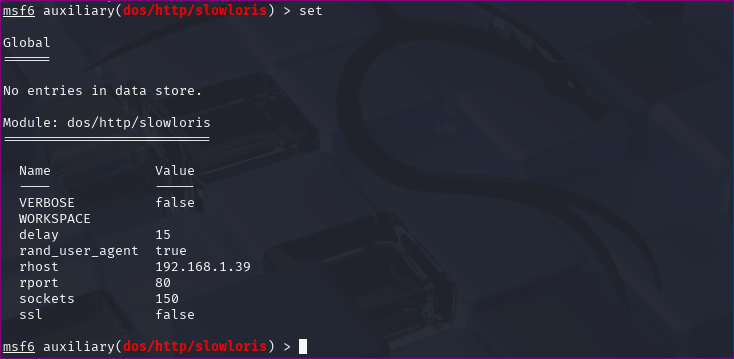 msf6 auxiliary(dos/http/slowloris) > set
Global
======
No entries in data store.
Module: dos/http/slowloris
==========================
Name Value
---- -----
VERBOSE false
WORKSPACE
delay 15
rand_user_agent true
rhost 192.168.1.39
rport 80
sockets 150
ssl false
msf6 auxiliary(dos/http/slowloris) >